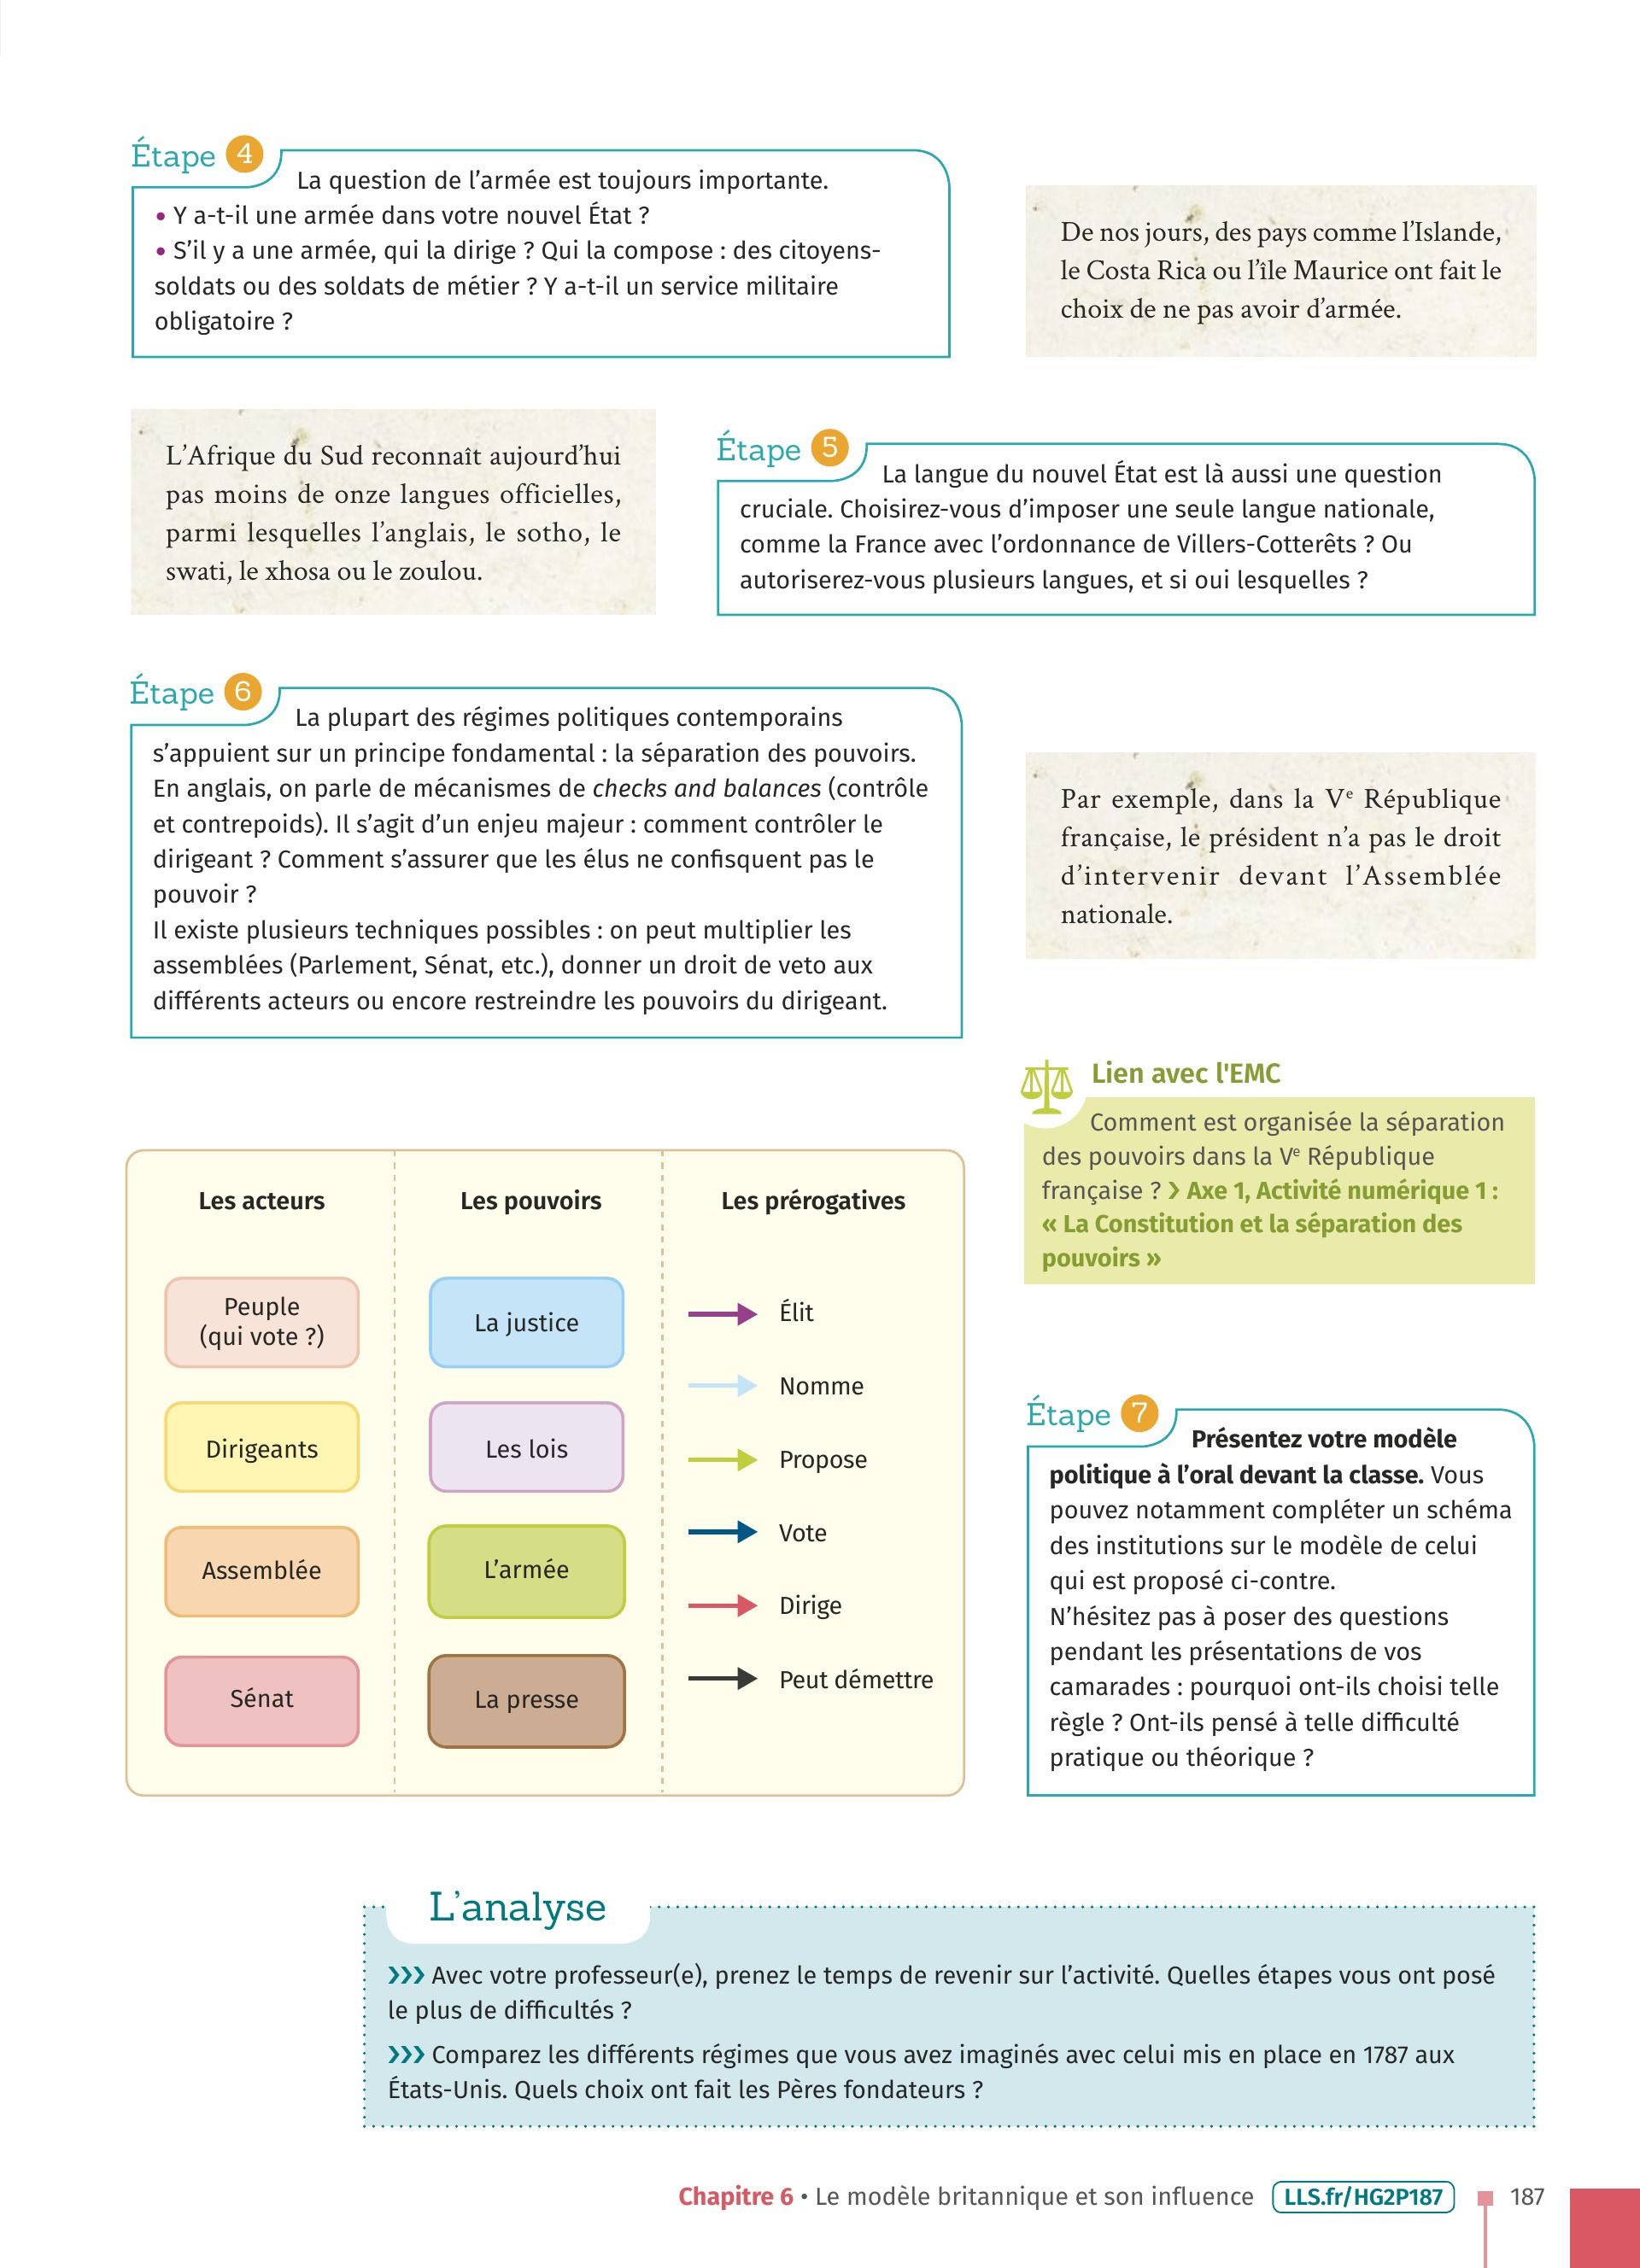 Étape 4
La question de l’armée est toujours importante.
• Y a-t-il une armée dans votre nouvel État ?
• S’il y a une armée, qui la dirige ? Qui la compose : des citoyens-
soldats ou des soldats de métier ? Y a-t-il un service militaire
obligatoire ?
De nos jours, des pays comme l’Islande,
le Costa Rica ou l’île Maurice ont fait le
choix de ne pas avoir d’armée.
L’Afrique du Sud reconnaît aujourd’hui
pas moins de onze langues officielles,
parmi lesquelles l’anglais, le sotho, le
swati, le xhosa ou le zoulou.
Étape 5
La langue du nouvel État est là aussi une question
cruciale. Choisirez-vous d’imposer une seule langue nationale,
comme la France avec l’ordonnance de Villers-Cotterêts ? Ou
autoriserez-vous plusieurs langues, et si oui lesquelles ?
Étape 6
La plupart des régimes politiques contemporains
s’appuient sur un principe fondamental : la séparation des pouvoirs.
En anglais, on parle de mécanismes de checks and balances (contrôle
et contrepoids). Il s’agit d’un enjeu majeur : comment contrôler le
dirigeant ? Comment s’assurer que les élus ne confisquent pas le
pouvoir ?
Il existe plusieurs techniques possibles : on peut multiplier les
assemblées (Parlement, Sénat, etc.), donner un droit de veto aux
différents acteurs ou encore restreindre les pouvoirs du dirigeant.
Par exemple, dans la Ve République
française, le président n’a pas le droit
d’intervenir devant l’Assemblée
nationale.
Lien avec l'EMC
Comment est organisée la séparation
des pouvoirs dans la Ve République
française ? › Axe 1, Activité numérique 1 :
« La Constitution et la séparation des
pouvoirs »
Les acteurs
Peuple
(qui vote ?)
Dirigeants
Assemblée
Sénat
Les pouvoirs
La justice
Les lois
L’armée
La presse
Les prérogatives
Élit
Nomme
Propose
Vote
Dirige
Peut démettre
Étape 7
Présentez votre modèle
politique à l’oral devant la classe. Vous
pouvez notamment compléter un schéma
des institutions sur le modèle de celui
qui est proposé ci-contre.
N’hésitez pas à poser des questions
pendant les présentations de vos
camarades : pourquoi ont-ils choisi telle
règle ? Ont-ils pensé à telle difficulté
pratique ou théorique ?
L’analyse
››› Avec votre professeur(e), prenez le temps de revenir sur l’activité. Quelles étapes vous ont posé
le plus de difficultés ?
››› Comparez les différents régimes que vous avez imaginés avec celui mis en place en 1787 aux
États-Unis. Quels choix ont fait les Pères fondateurs ?
Chapitre 6 • Le modèle britannique et son influence LLS.fr/HG2P187 187